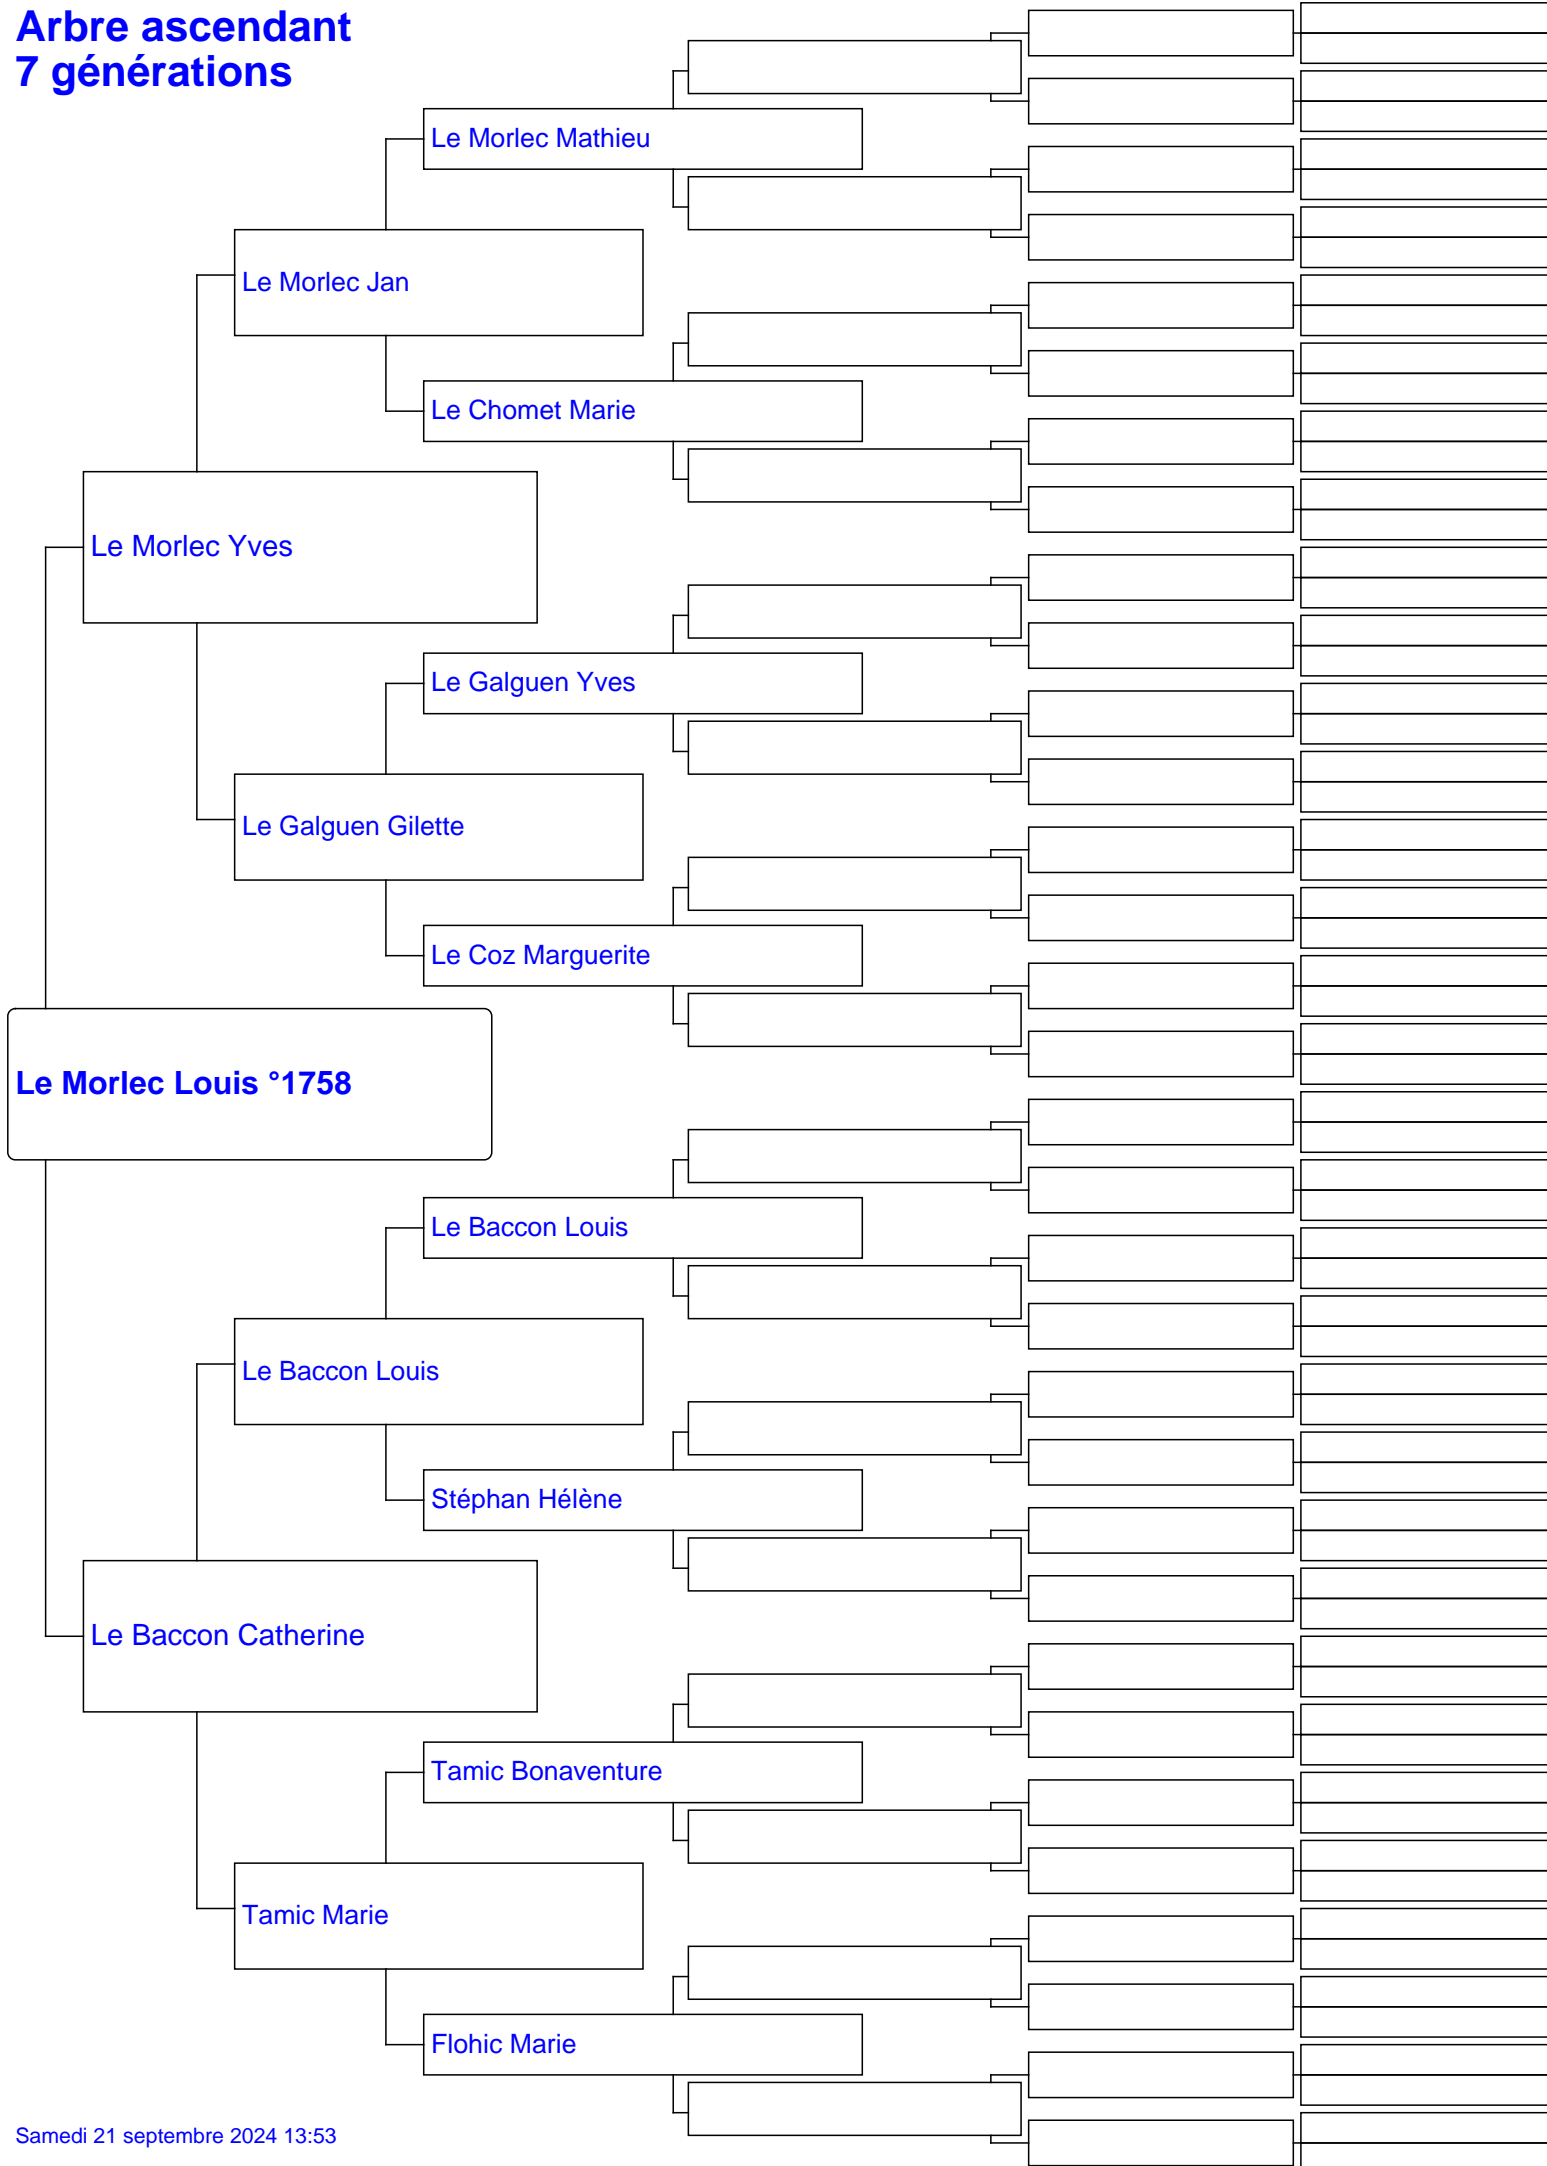 Arbre ascendant
7 générations
Le Morlec Mathieu
Le Morlec Jan
Le Chomet Marie
Le Morlec Yves
Le Galguen Yves
Le Galguen Gilette
Le Coz Marguerite
Le Morlec Louis °1758
Le Baccon Louis
Le Baccon Louis
Stéphan Hélène
Le Baccon Catherine
Tamic Bonaventure
Tamic Marie
Flohic Marie
Samedi 21 septembre 2024 13:53